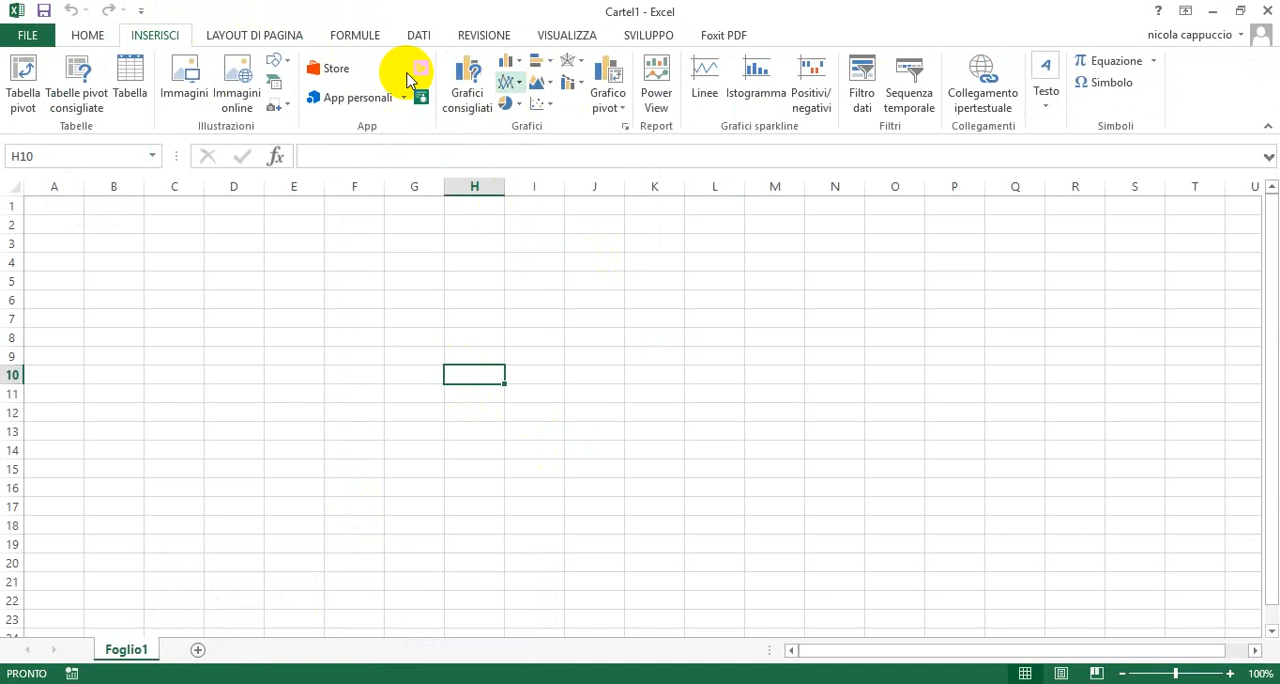 Cartel1 - Excel
?
FILE HOME INSERISCI LAYOUT DI PAGINA FORMULE DATI REVISIONE VISUALIZZA SVILUPPO Foxit PDF nicola cappuccio
Tabella pivot
Tabelle pivot consigliate
Tabella
Tabelle
Immagini
Immagini online
Illustrazioni
Store
App personali
App
Grafici consigliati
Grafico pivot
Grafici
Power View
Report
Linee
Istogramma
Positivi/negativi
Grafici sparkline
Filtro dati
Sequenza temporale
Filtri
Collegamento ipertestuale
Collegamenti
A
Testo
π Equazione
Ω Simbolo
Simboli
H10 fx
A B C D E F G H I J K L M N O P Q R S T U
1
2
3
4
5
6
7
8
9
10
11
12
13
14
15
16
17
18
19
20
21
22
23
24
Foglio1
PRONTO 100%